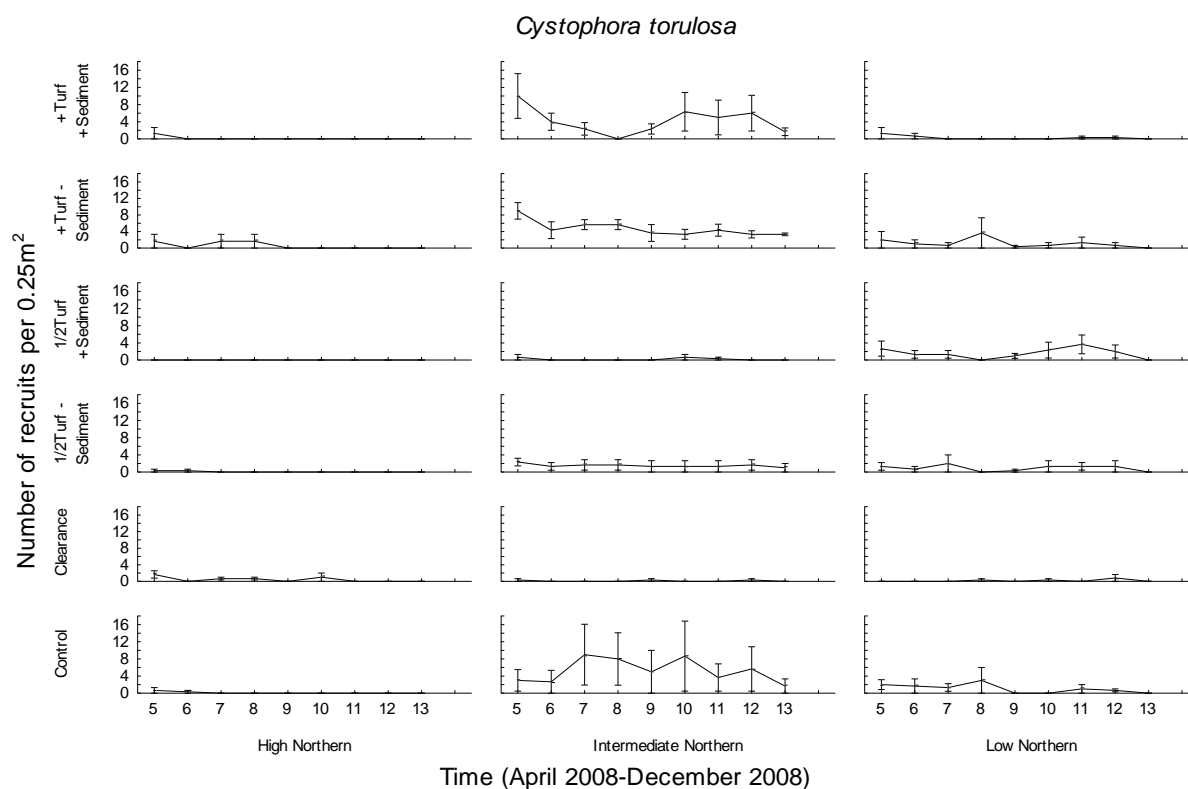 Cystophora torulosa
Number of recruits per 0.25m²
+Turf
+Sediment
16
12
8
4
0
+Turf -
Sediment
16
12
8
4
0
1/2Turf
+Sediment
16
12
8
4
0
1/2Turf -
Sediment
16
12
8
4
0
Clearance
16
12
8
4
0
Control
16
12
8
4
0
5 6 7 8 9 10 11 12 13
5 6 7 8 9 10 11 12 13
5 6 7 8 9 10 11 12 13
High Northern
Intermediate Northern
Low Northern
Time (April 2008-December 2008)